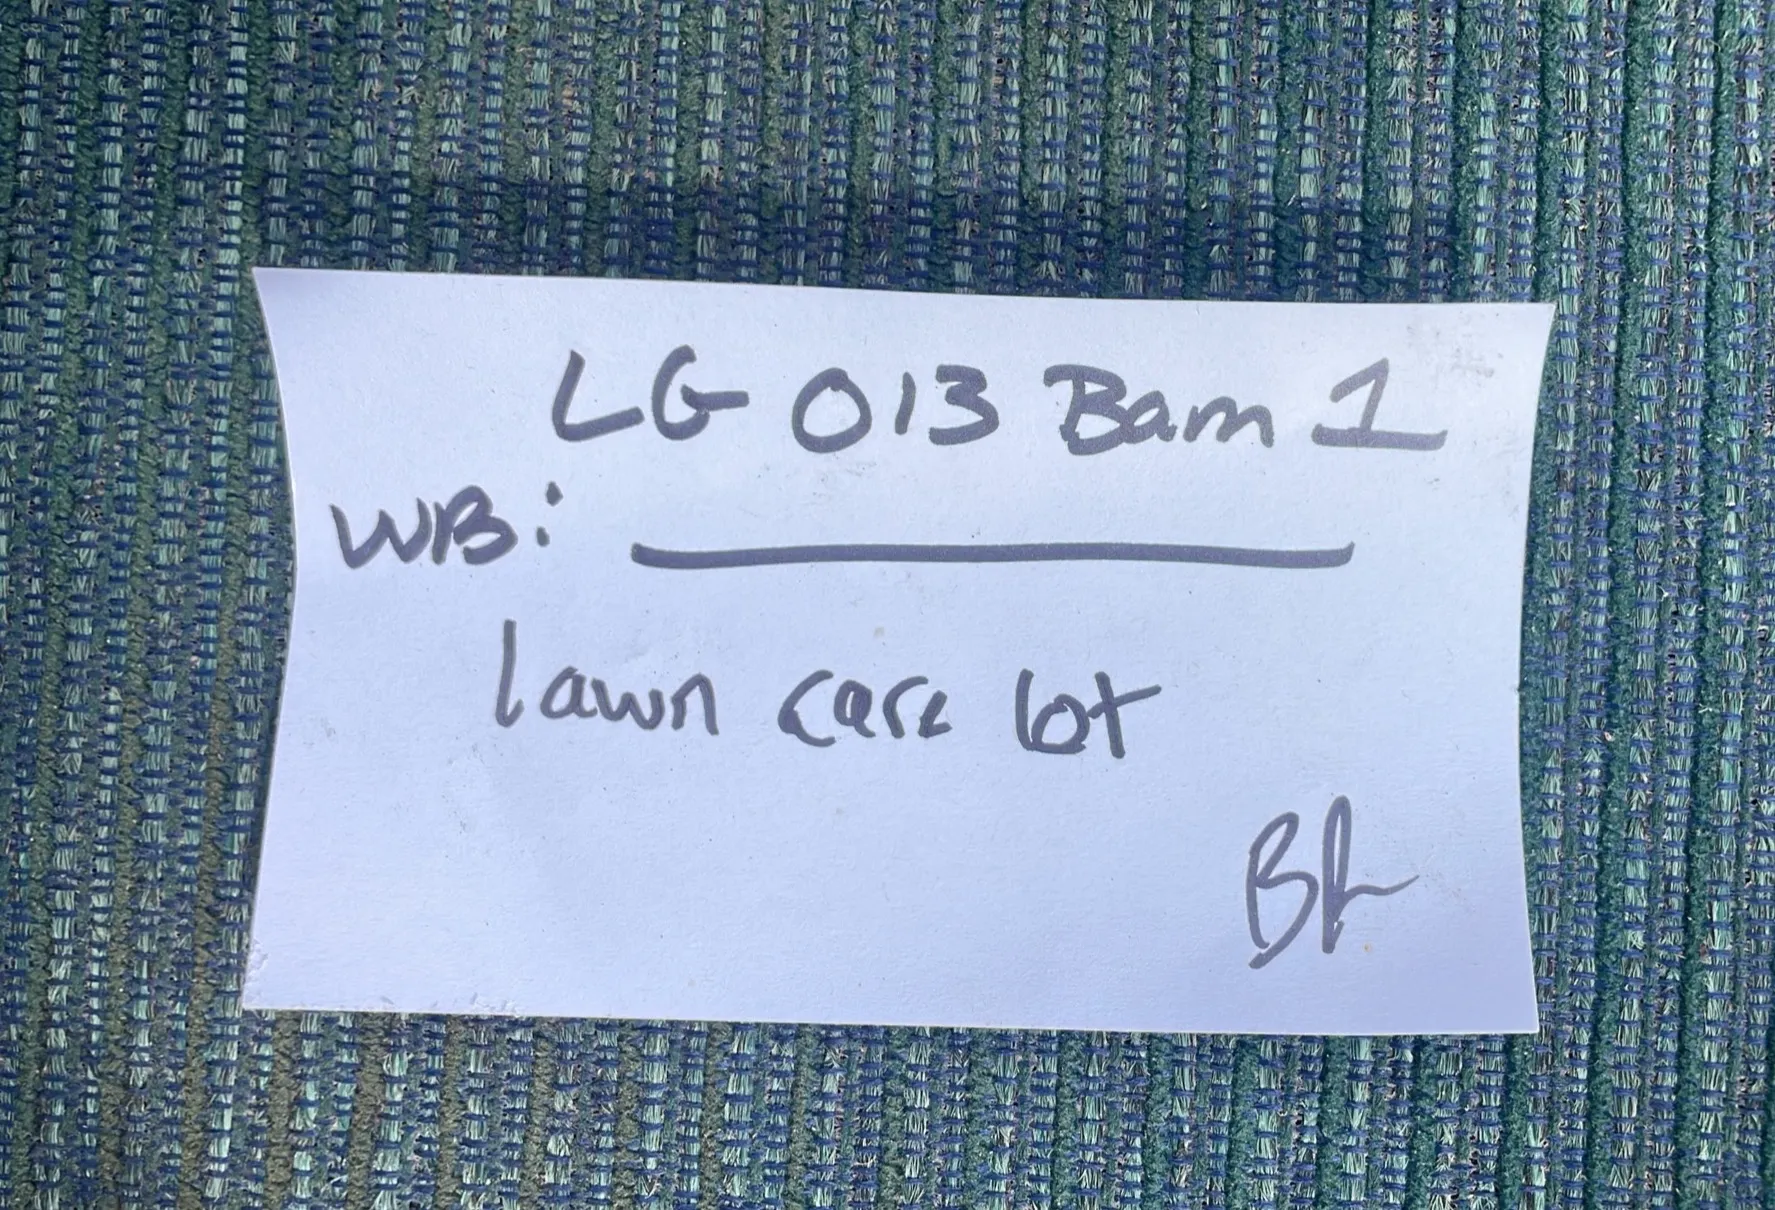 LG 013 Bam 1
WB:
lawn care lot